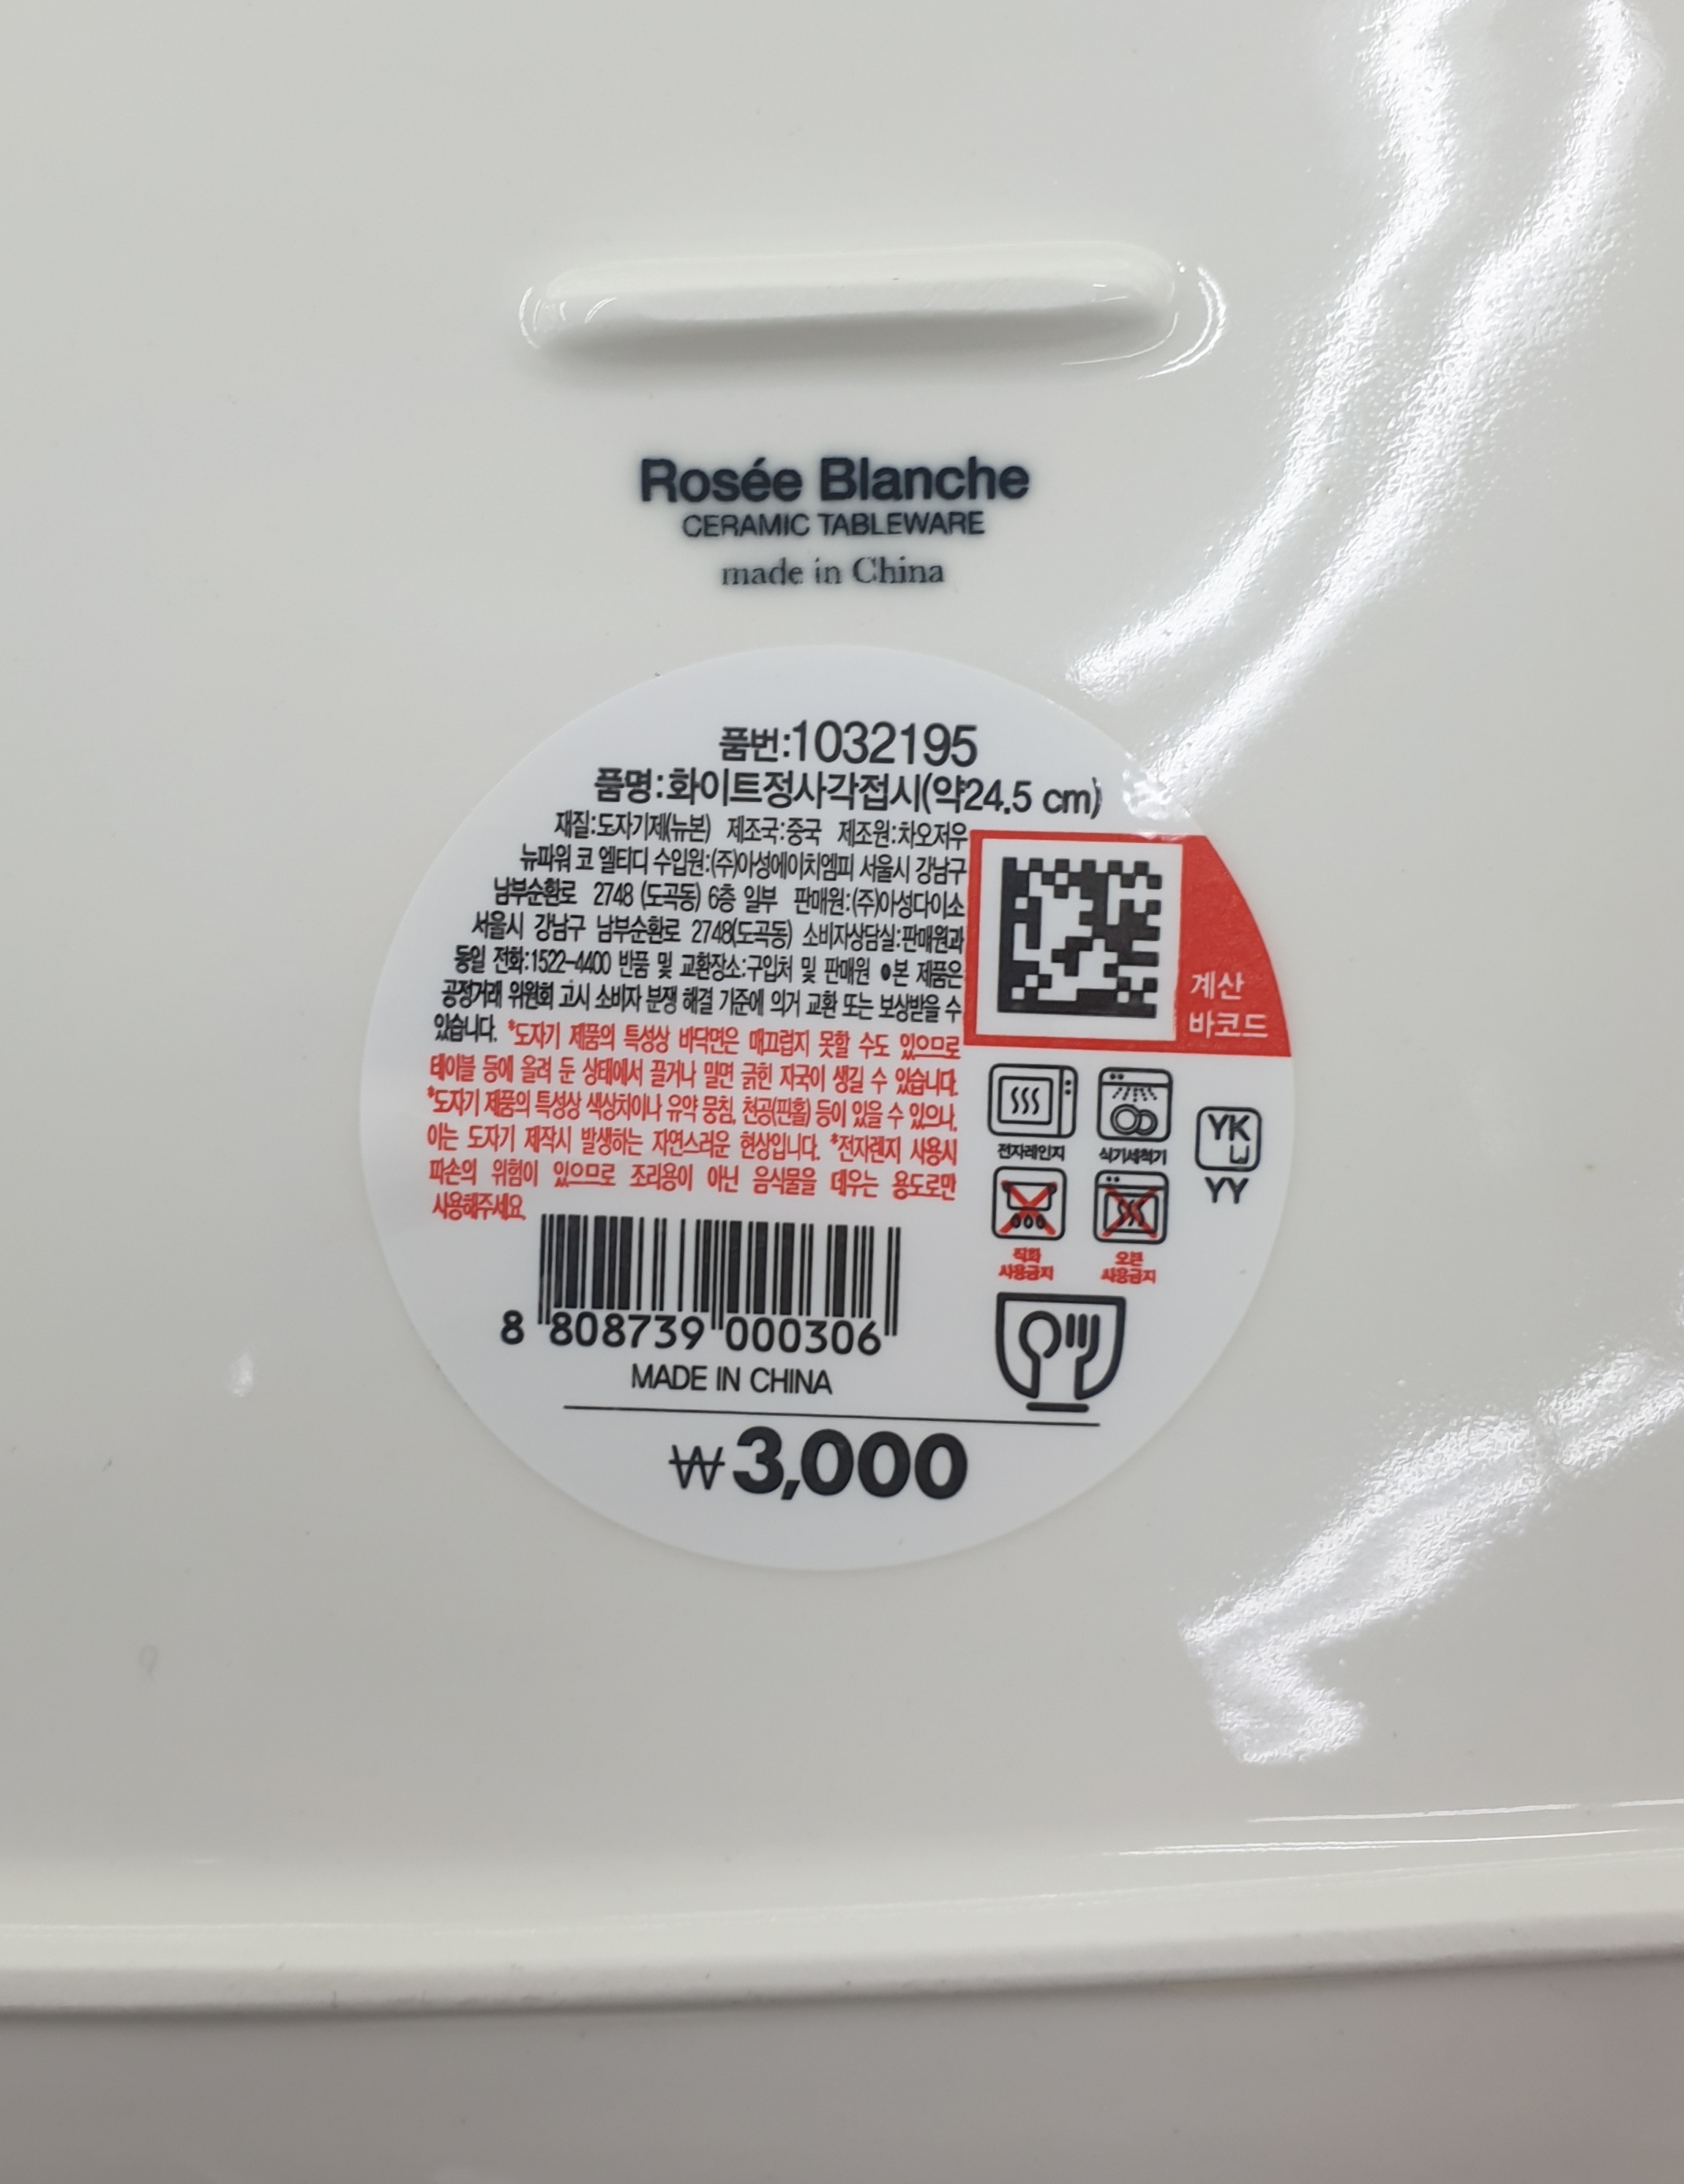 Rosée Blanche
CERAMIC TABLEWARE
made in China
품번:1032195
품명:화이트정사각접시(약24.5 cm)
재질:도자기제(뉴본) 제조국:중국 제조원:차오저우
뉴파워 코 엘티디 수입원:(주)아성에이치엠피 서울시 강남구
남부순환로 2748 (도곡동) 6층 일부 판매원:(주)아성다이소
서울시 강남구 남부순환로 2748(도곡동) 소비자상담실:판매원과
동일 전화:1522-4400 반품 및 교환장소:구입처 및 판매원 ●본 제품은
공정거래 위원회 고시 소비자 분쟁 해결 기준에 의거 교환 또는 보상받을 수
있습니다. *도자기 제품의 특성상 바닥면은 매끄럽지 못할 수도 있으므로
테이블 등에 올려 둔 상태에서 끌거나 밀면 긁힌 자국이 생길 수 있습니다.
*도자기 제품의 특성상 색상차이나 유약 뭉침, 천공(핀홀) 등이 있을 수 있으나,
이는 도자기 제작시 발생하는 자연스러운 현상입니다. *전자렌지 사용시
파손의 위험이 있으므로 조리용이 아닌 음식물을 데우는 용도로만
사용해주세요.
계산
바코드
전자레인지
식기세척기
YK
LJ
YY
직화
사용금지
오븐
사용금지
8 808739 000306
MADE IN CHINA
₩3,000